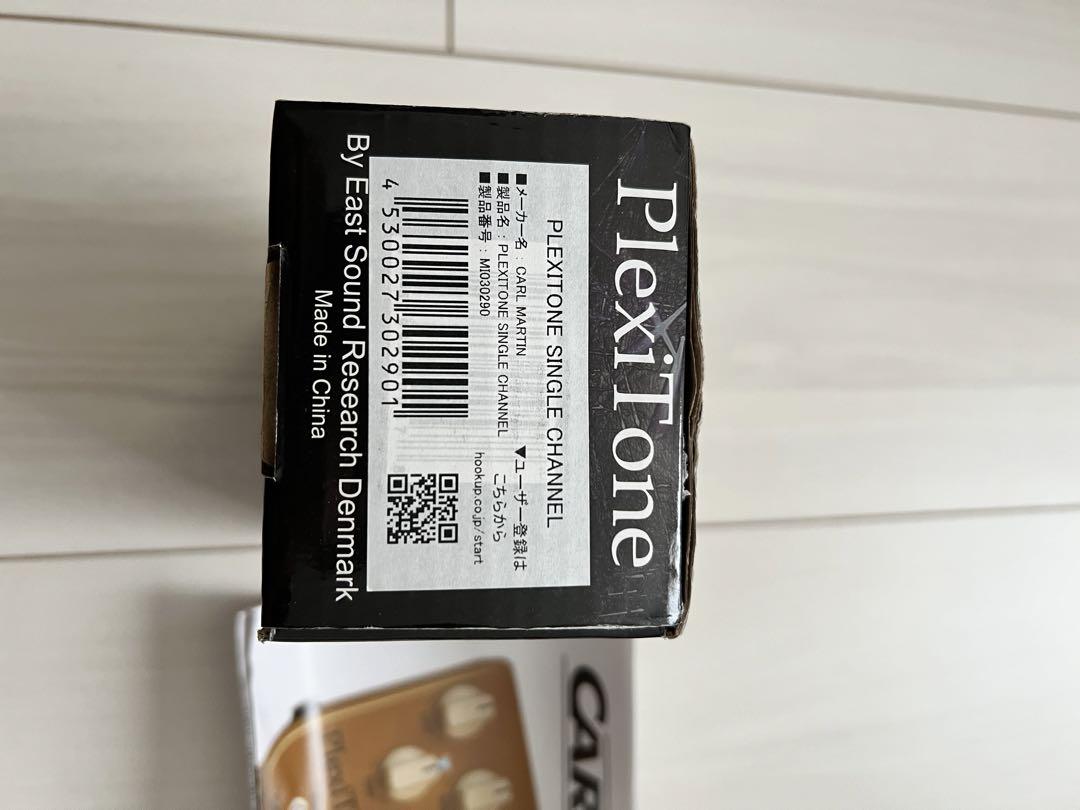 PlexiTone
PLEXITONE SINGLE CHANNEL
■メーカー名 : CARL MARTIN
■製品名 : PLEXITONE SINGLE CHANNEL
■製品番号 : MI030290
▼ユーザー登録は
こちらから
hookup.co.jp/start
4 530027 302901
By East Sound Research Denmark
Made in China
CAR